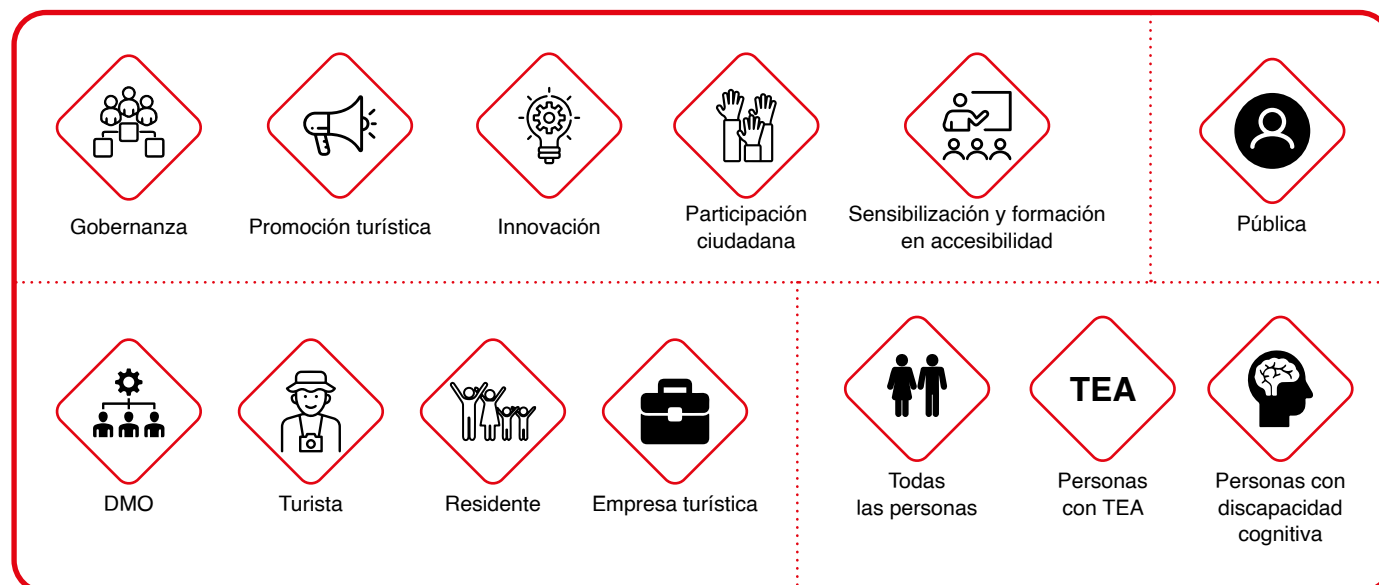 Gobernanza
Promoción turística
Innovación
Participación
ciudadana
Sensibilización y formación
en accesibilidad
Pública
DMO
Turista
Residente
Empresa turística
Todas
las personas
TEA
Personas
con TEA
Personas con
discapacidad
cognitiva